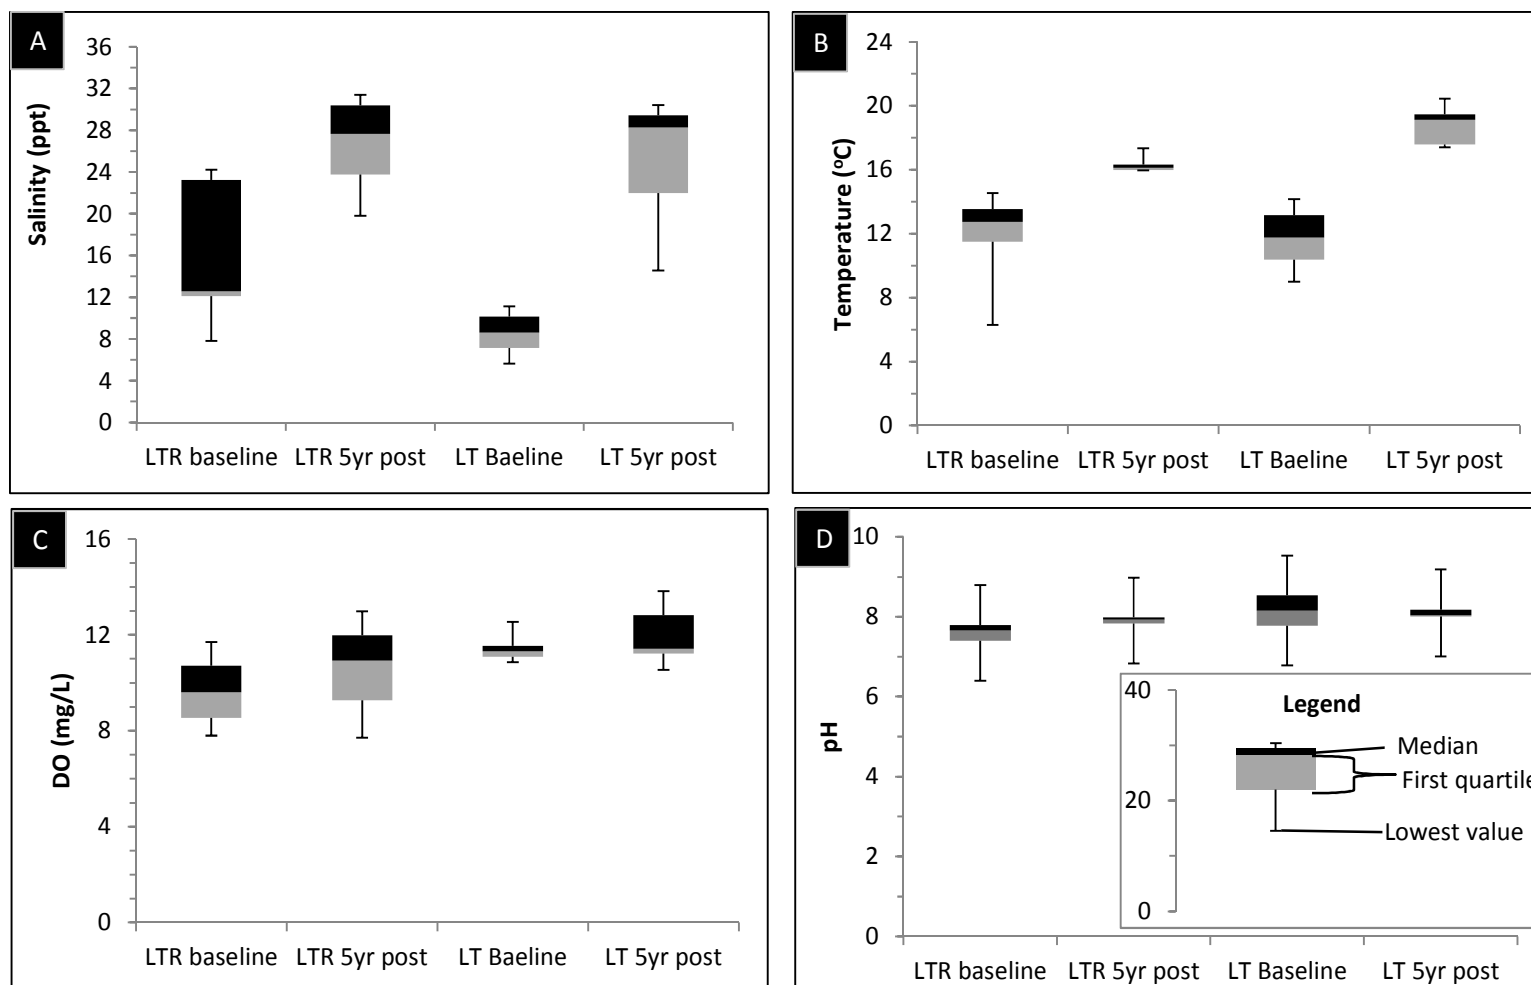 A
Salinity (ppt)
36
32
28
24
20
16
12
8
4
0
LTR baseline
LTR 5yr post
LT Baeline
LT 5yr post
B
Temperature (ºC)
24
20
16
12
8
4
0
LTR baseline
LTR 5yr post
LT Baeline
LT 5yr post
C
DO (mg/L)
16
12
8
4
0
LTR baseline
LTR 5yr post
LT Baeline
LT 5yr post
D
pH
10
8
6
4
2
0
LTR baseline
LTR 5yr post
LT Baseline
LT 5yr post
Legend
40
20
0
Median
First quartile
Lowest value